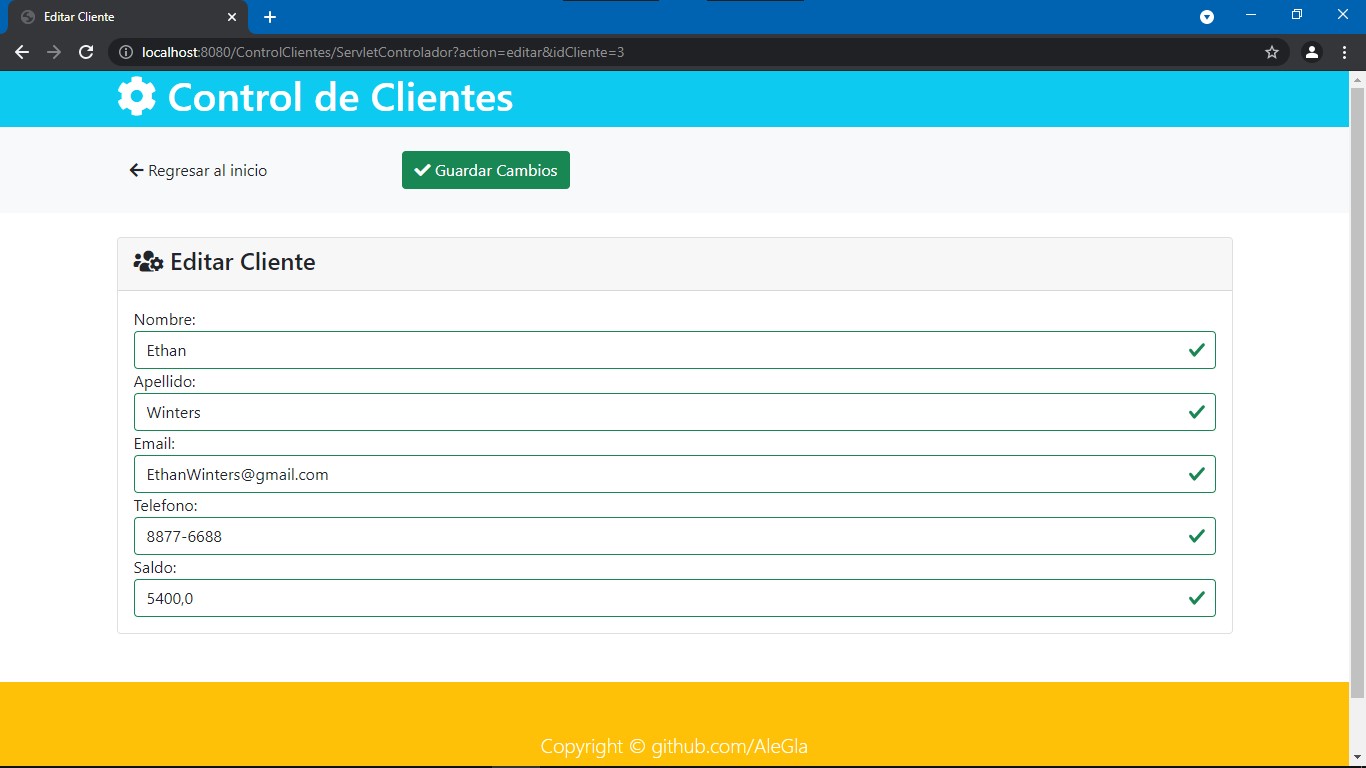 Editar Cliente
localhost:8080/ControlClientes/ServletControlador?action=editar&idCliente=3
Control de Clientes
Regresar al inicio
Guardar Cambios
Editar Cliente
Nombre:
Ethan
Apellido:
Winters
Email:
EthanWinters@gmail.com
Telefono:
8877-6688
Saldo:
5400,0
Copyright © github.com/AleGla